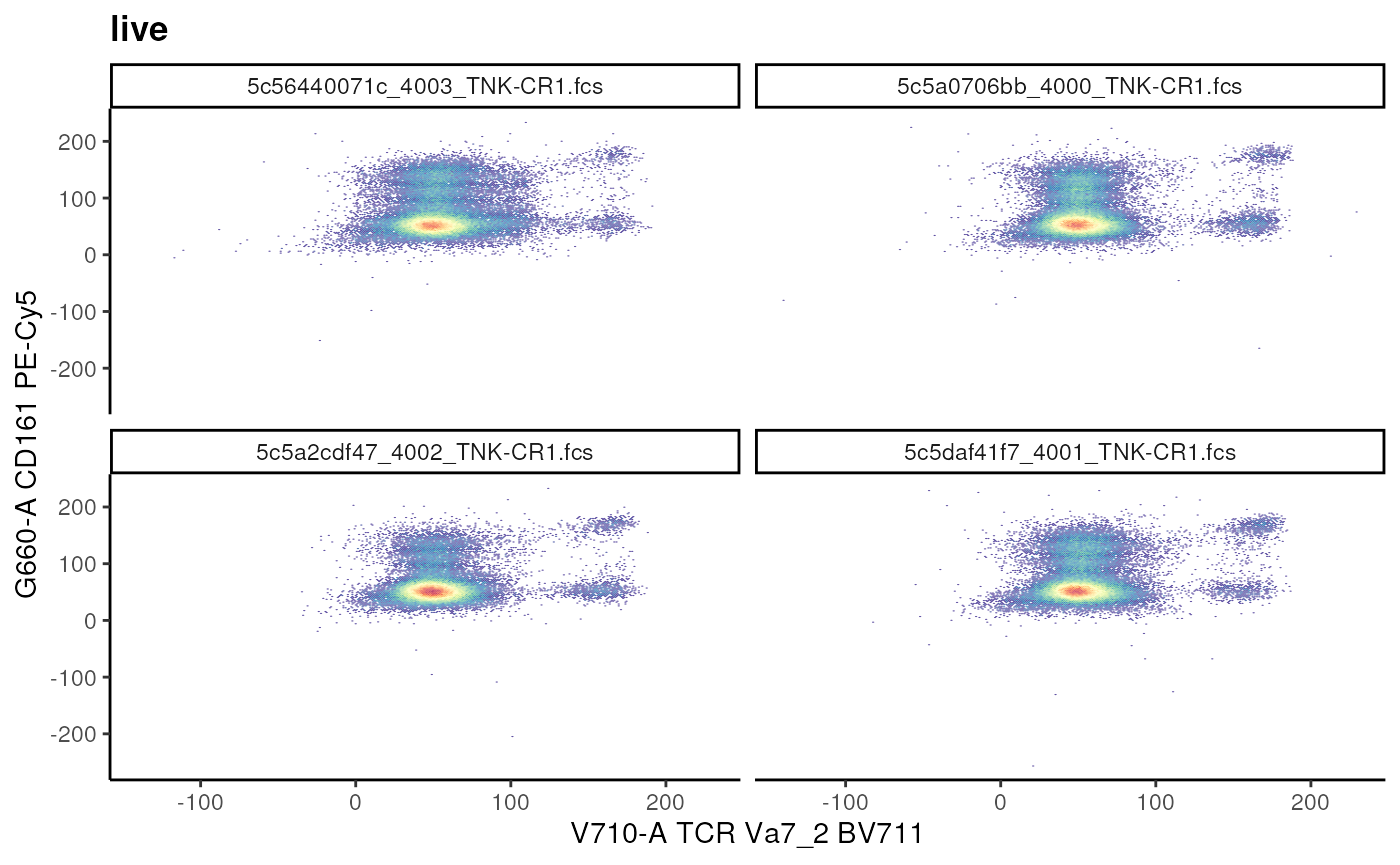 live
5c56440071c_4003_TNK-CR1.fcs
5c5a0706bb_4000_TNK-CR1.fcs
200
100
0
-100
-200
5c5a2cdf47_4002_TNK-CR1.fcs
5c5daf41f7_4001_TNK-CR1.fcs
200
100
0
-100
-200
G660-A CD161 PE-Cy5
-100 0 100 200
-100 0 100 200
V710-A TCR Va7_2 BV711